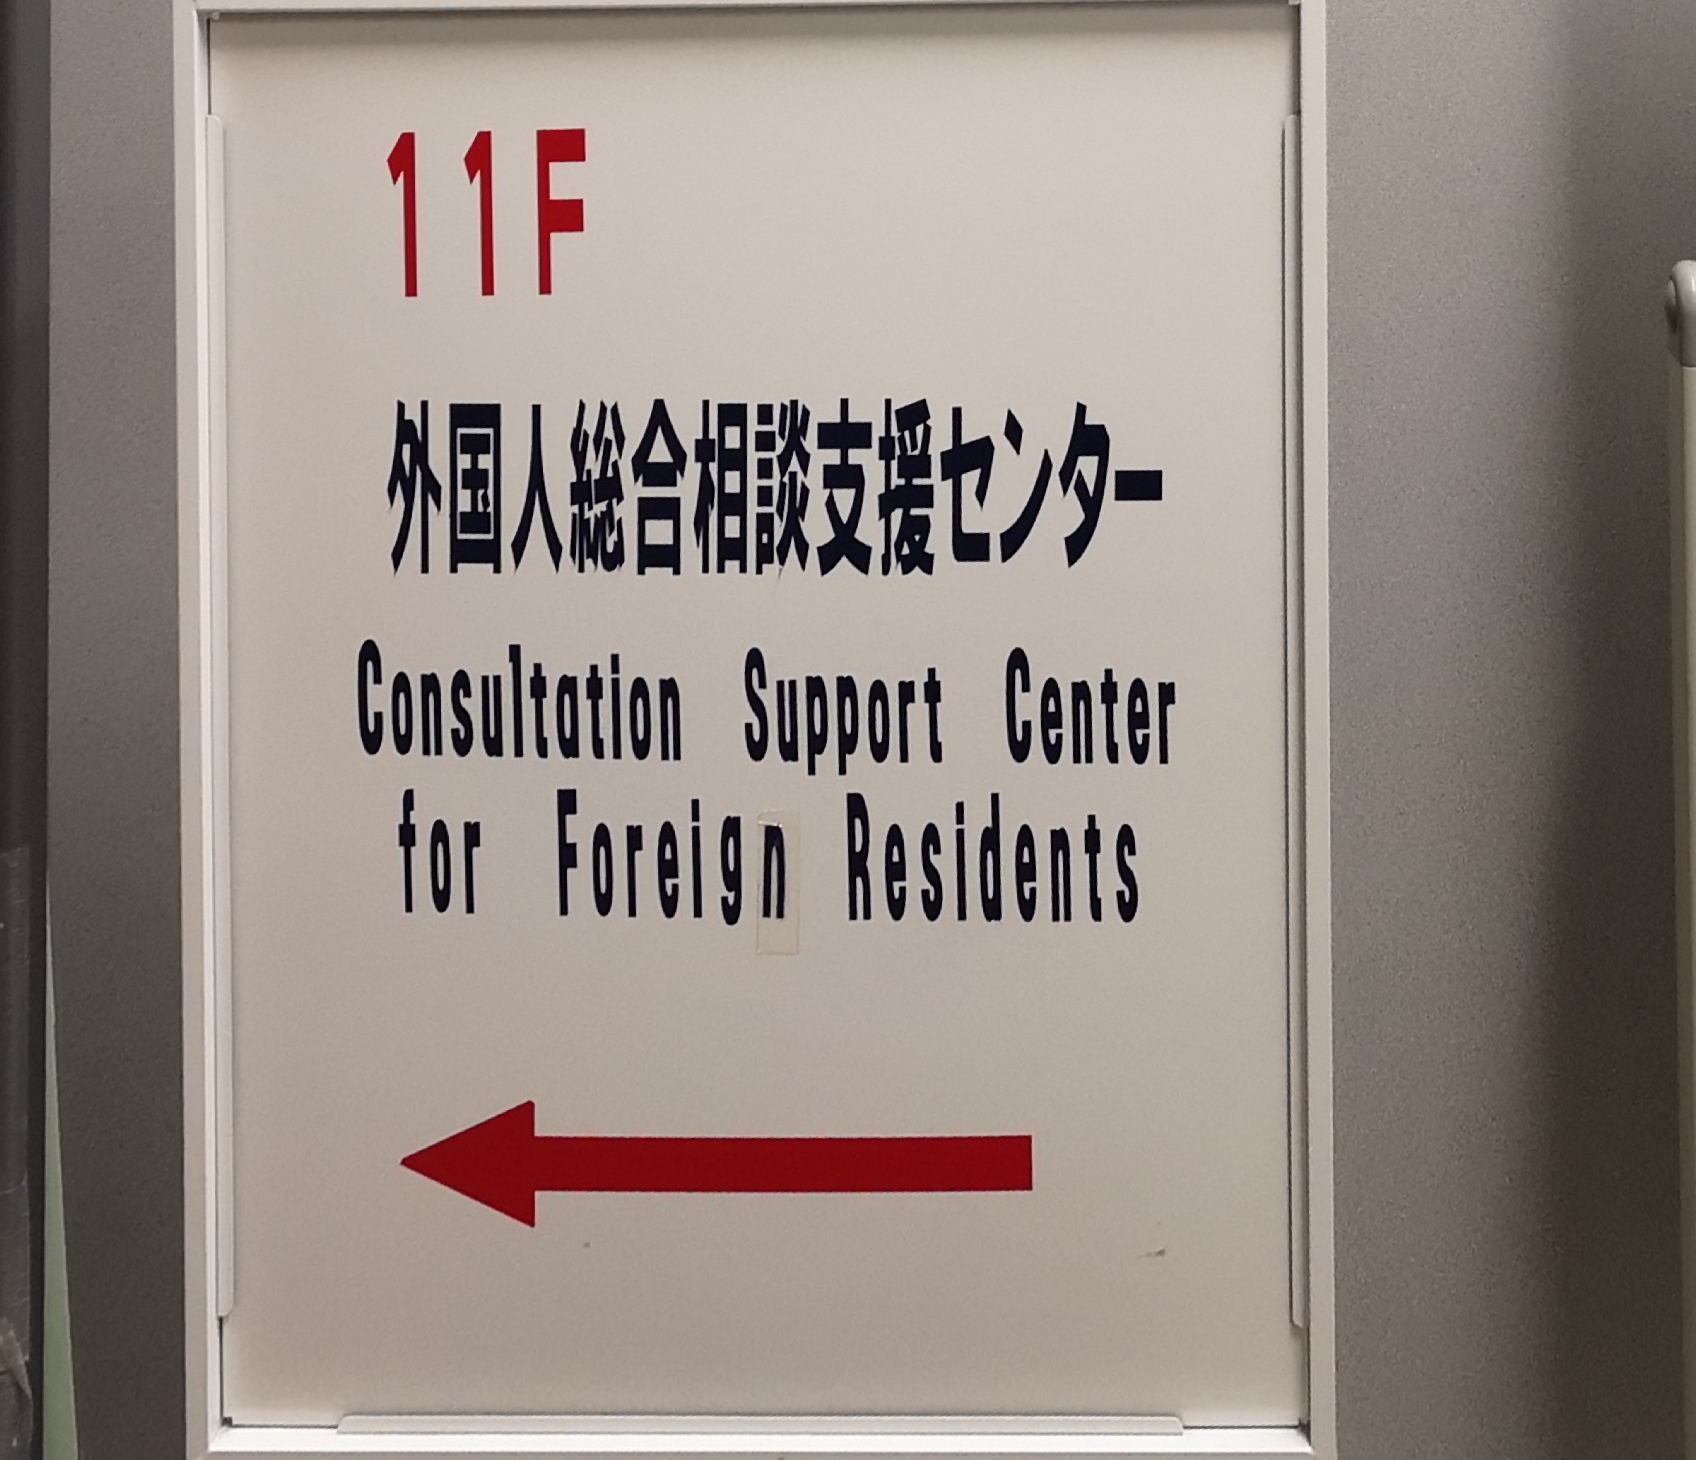 11F
外国人総合相談支援センター
Consultation Support Center
for Foreign Residents